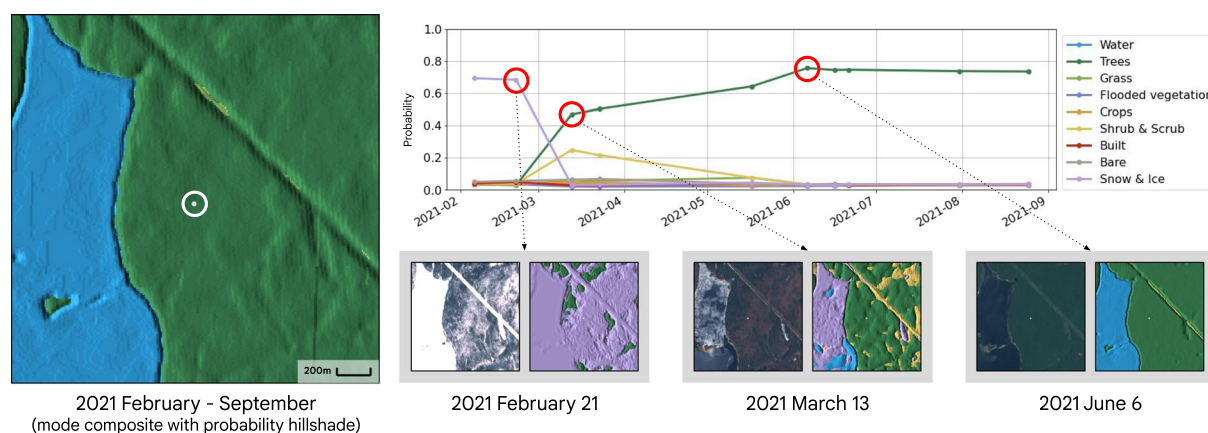 200m
2021 February - September
(mode composite with probability hillshade)
Probability
1.0
0.8
0.6
0.4
0.2
0.0
2021-02
2021-03
2021-04
2021-05
2021-06
2021-07
2021-08
2021-09
Water
Trees
Grass
Flooded vegetation
Crops
Shrub & Scrub
Built
Bare
Snow & Ice
2021 February 21
2021 March 13
2021 June 6